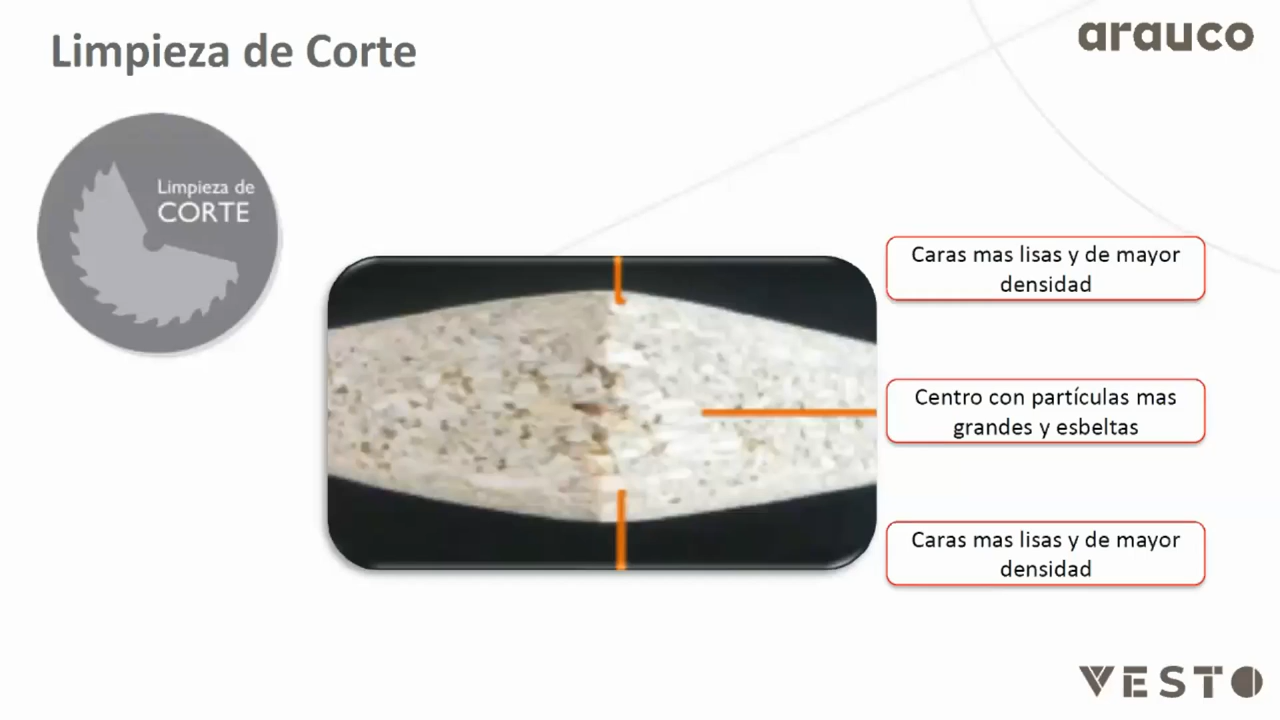 Limpieza de Corte
arauco
Limpieza de
CORTE
Caras mas lisas y de mayor
densidad
Centro con partículas mas
grandes y esbeltas
Caras mas lisas y de mayor
densidad
VESTO